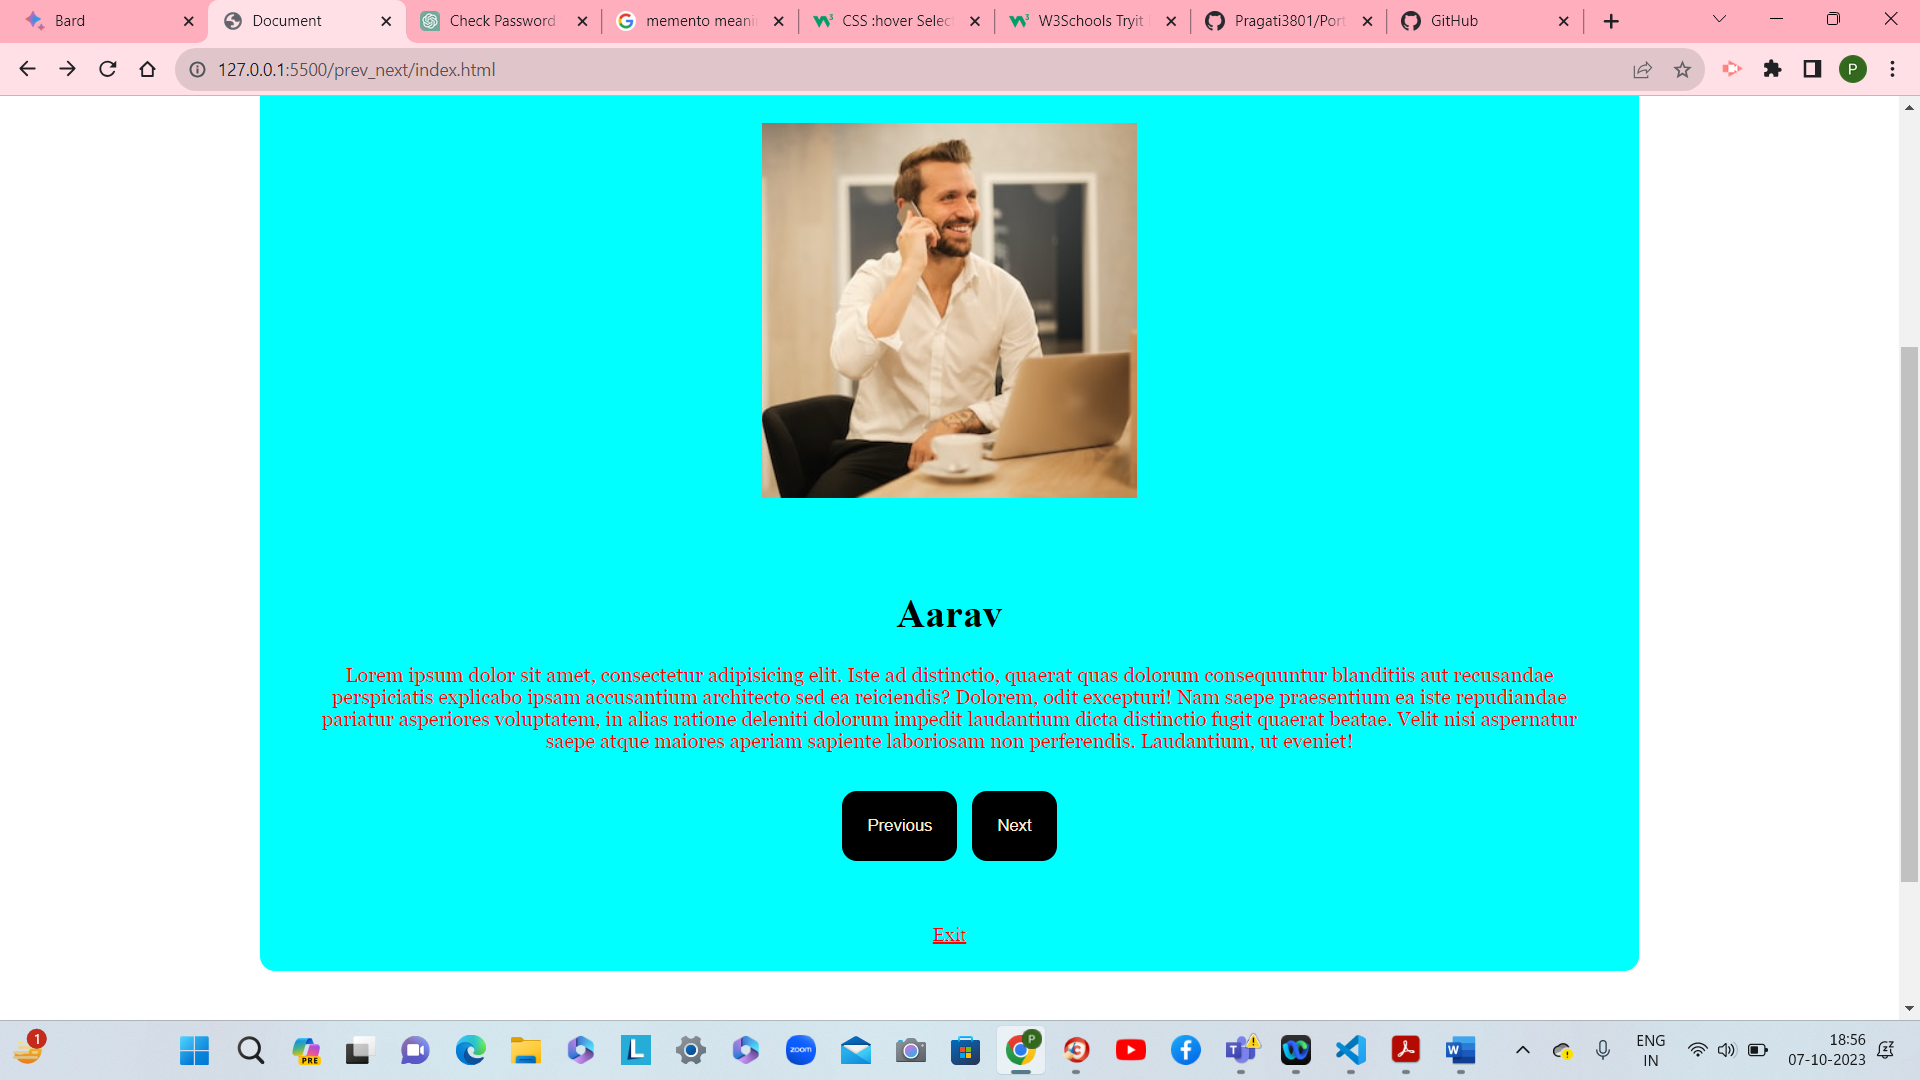 Bard
Document
Check Password
memento meani
CSS :hover Selec
W3Schools Tryit
Pragati3801/Port
GitHub
127.0.0.1:5500/prev_next/index.html
P
Aarav
Lorem ipsum dolor sit amet, consectetur adipisicing elit. Iste ad distinctio, quaerat quas dolorum consequuntur blanditiis aut recusandae
perspiciatis explicabo ipsam accusantium architecto sed ea reiciendis? Dolorem, odit excepturi! Nam saepe praesentium ea iste repudiandae
pariatur asperiores voluptatem, in alias ratione deleniti dolorum impedit laudantium dicta distinctio fugit quaerat beatae. Velit nisi aspernatur
saepe atque maiores aperiam sapiente laboriosam non perferendis. Laudantium, ut eveniet!
Previous
Next
Exit
1
PRE
L
zoom
P
T
W
ENG
IN
18:56
07-10-2023